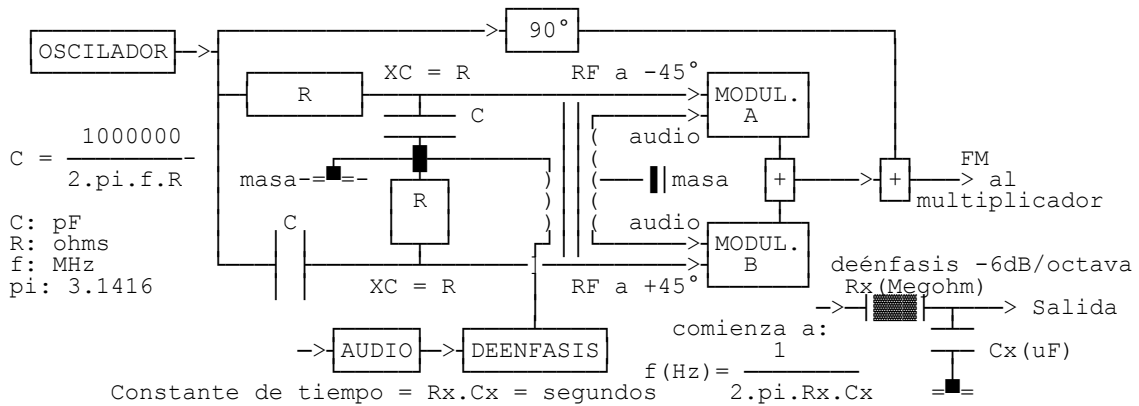 90°
OSCILADOR
XC = R
RF a -45°
R
MODUL.
A
C
audio
1000000
C =
2.pi.f.R
masa
masa
FM
al
multiplicador
+
+
R
C: pF
R: ohms
f: MHz
pi: 3.1416
C
audio
MODUL.
B
XC = R
RF a +45°
deénfasis -6dB/octava
Rx(Megohm)
Salida
Cx(uF)
comienza a:
1
f(Hz)=
2.pi.Rx.Cx
AUDIO
DEENFASIS
Constante de tiempo = Rx.Cx = segundos